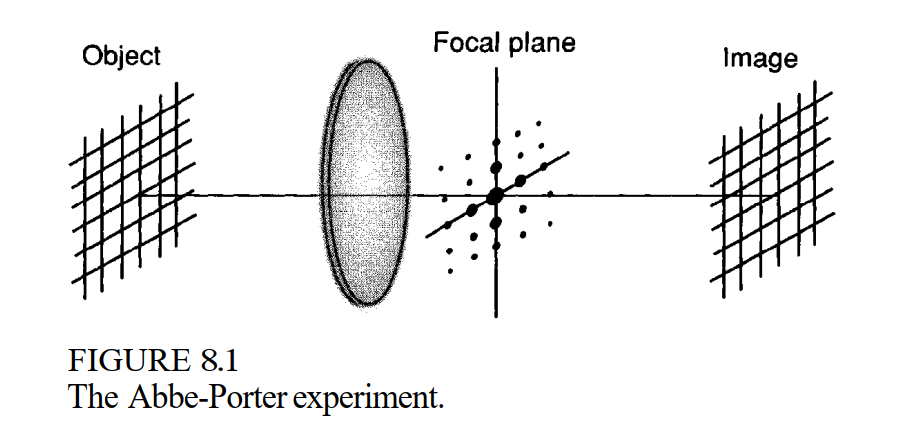 Object
Focal plane
Image
FIGURE 8.1
The Abbe-Porter experiment.